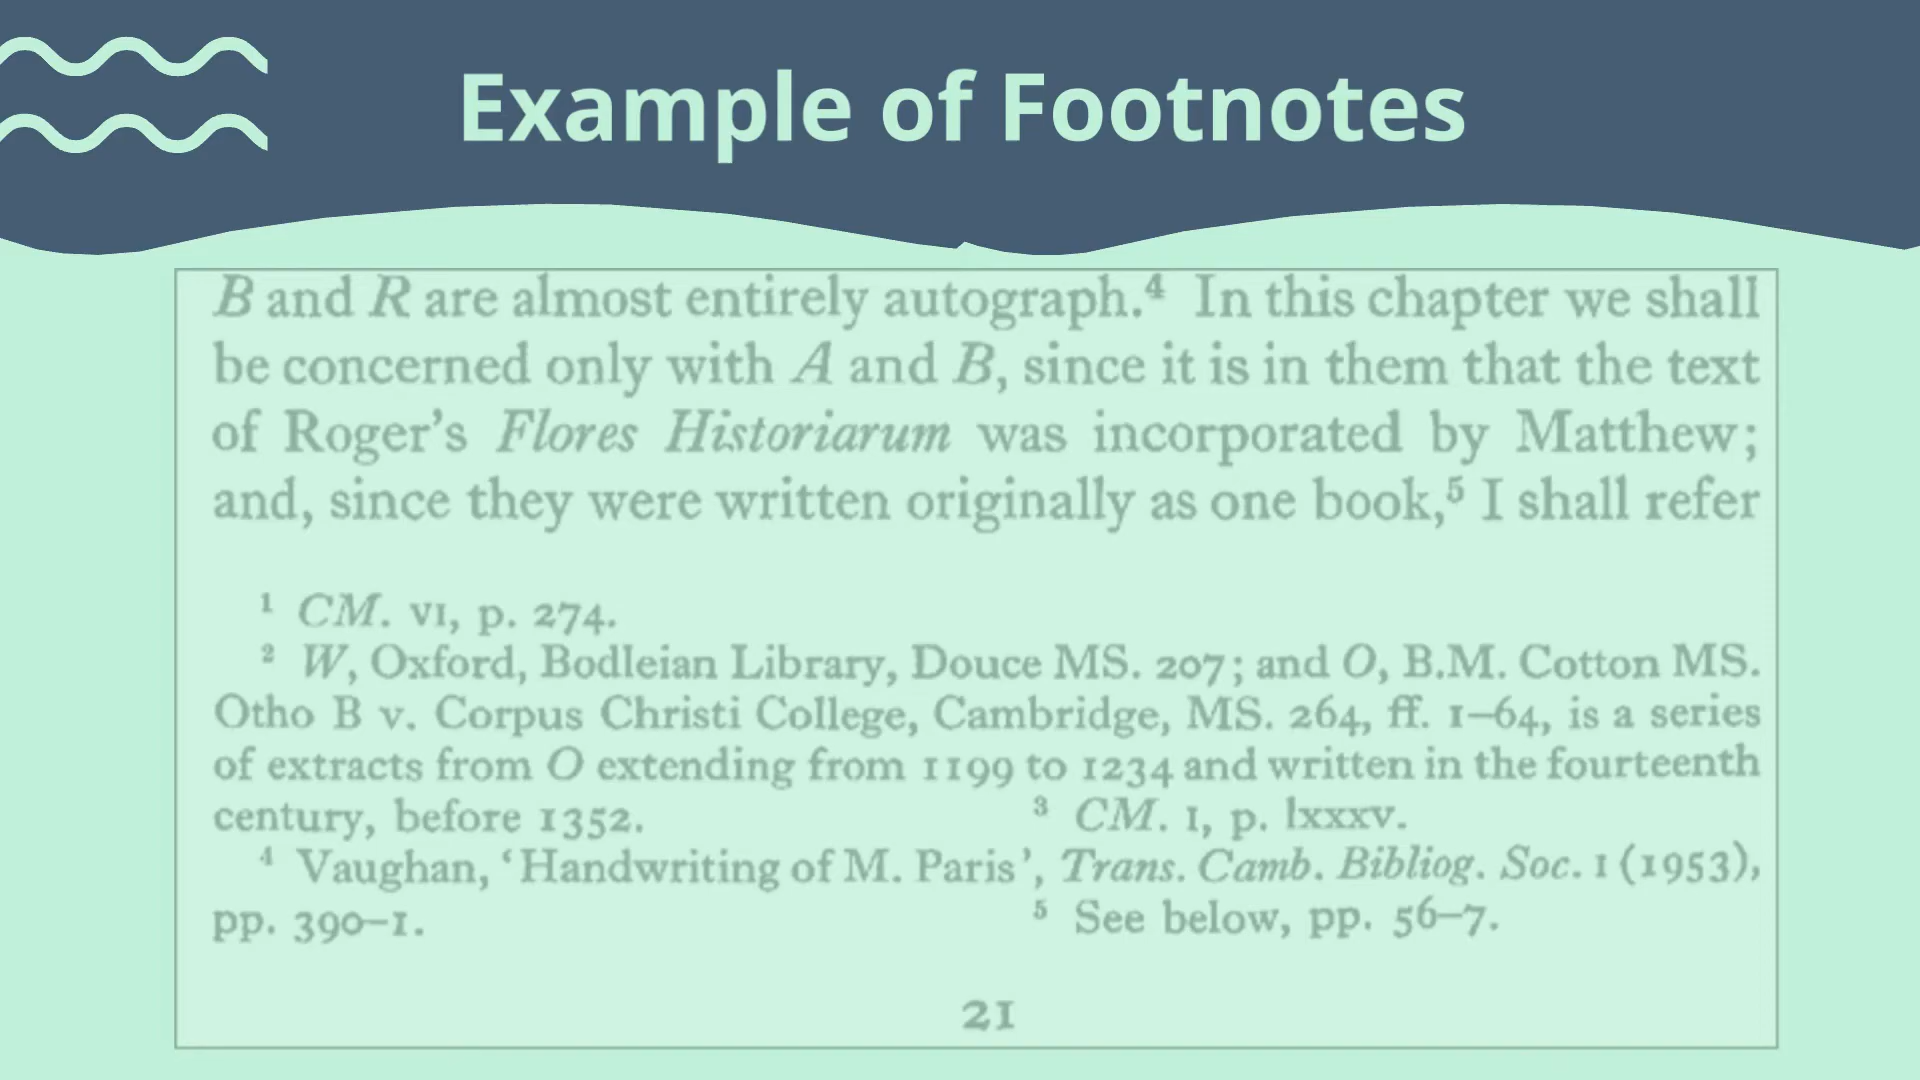 Example of Footnotes
B and R are almost entirely autograph.⁴ In this chapter we shall
be concerned only with A and B, since it is in them that the text
of Roger's Flores Historiarum was incorporated by Matthew;
and, since they were written originally as one book,⁵ I shall refer
¹ CM. VI, p. 274.
² W, Oxford, Bodleian Library, Douce MS. 207; and O, B.M. Cotton MS.
Otho B v. Corpus Christi College, Cambridge, MS. 264, ff. 1–64, is a series
of extracts from O extending from 1199 to 1234 and written in the fourteenth
century, before 1352. ³ CM. I, p. lxxxv.
⁴ Vaughan, 'Handwriting of M. Paris', Trans. Camb. Bibliog. Soc. I (1953),
pp. 390–1. ⁵ See below, pp. 56–7.
21